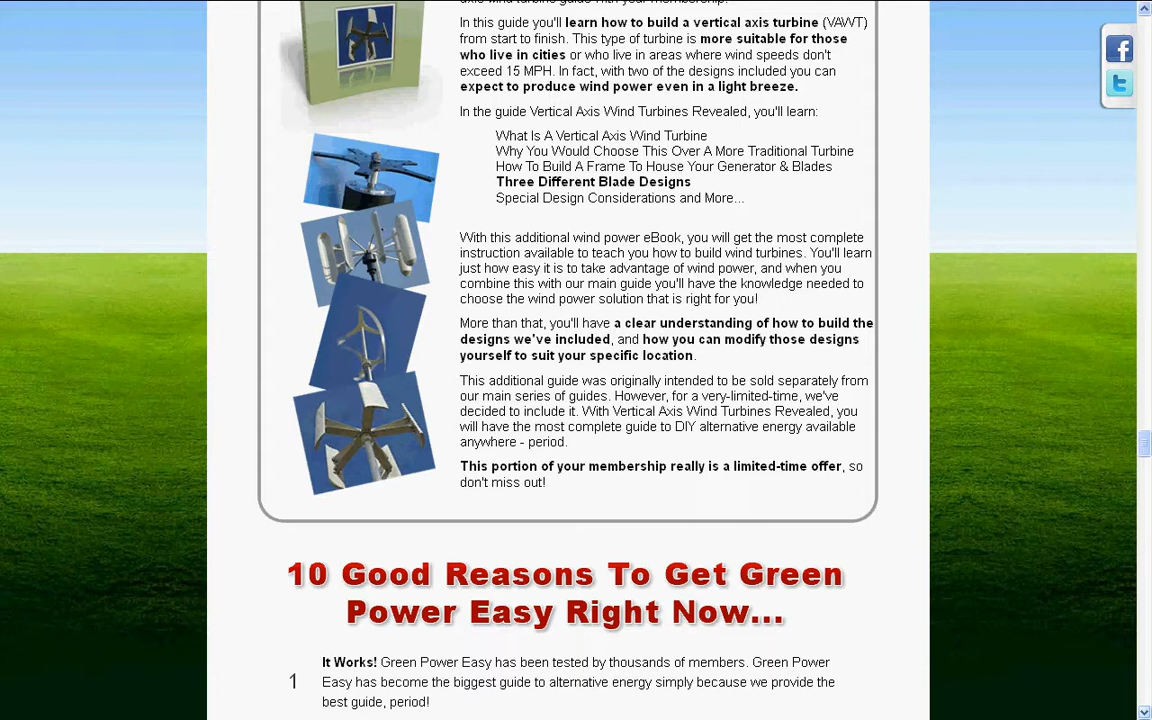 axis wind turbine guide with your membership.
In this guide you'll learn how to build a vertical axis turbine (VAWT)
from start to finish. This type of turbine is more suitable for those
who live in cities or who live in areas where wind speeds don't
exceed 15 MPH. In fact, with two of the designs included you can
expect to produce wind power even in a light breeze.
In the guide Vertical Axis Wind Turbines Revealed, you'll learn:
What Is A Vertical Axis Wind Turbine
Why You Would Choose This Over A More Traditional Turbine
How To Build A Frame To House Your Generator & Blades
Three Different Blade Designs
Special Design Considerations and More...
With this additional wind power eBook, you will get the most complete
instruction available to teach you how to build wind turbines. You'll learn
just how easy it is to take advantage of wind power, and when you
combine this with our main guide you'll have the knowledge needed to
choose the wind power solution that is right for you!
More than that, you'll have a clear understanding of how to build the
designs we've included, and how you can modify those designs
yourself to suit your specific location.
This additional guide was originally intended to be sold separately from
our main series of guides. However, for a very-limited-time, we've
decided to include it. With Vertical Axis Wind Turbines Revealed, you
will have the most complete guide to DIY alternative energy available
anywhere - period.
This portion of your membership really is a limited-time offer, so
don't miss out!
10 Good Reasons To Get Green
Power Easy Right Now...
It Works! Green Power Easy has been tested by thousands of members. Green Power
1 Easy has become the biggest guide to alternative energy simply because we provide the
best guide, period!